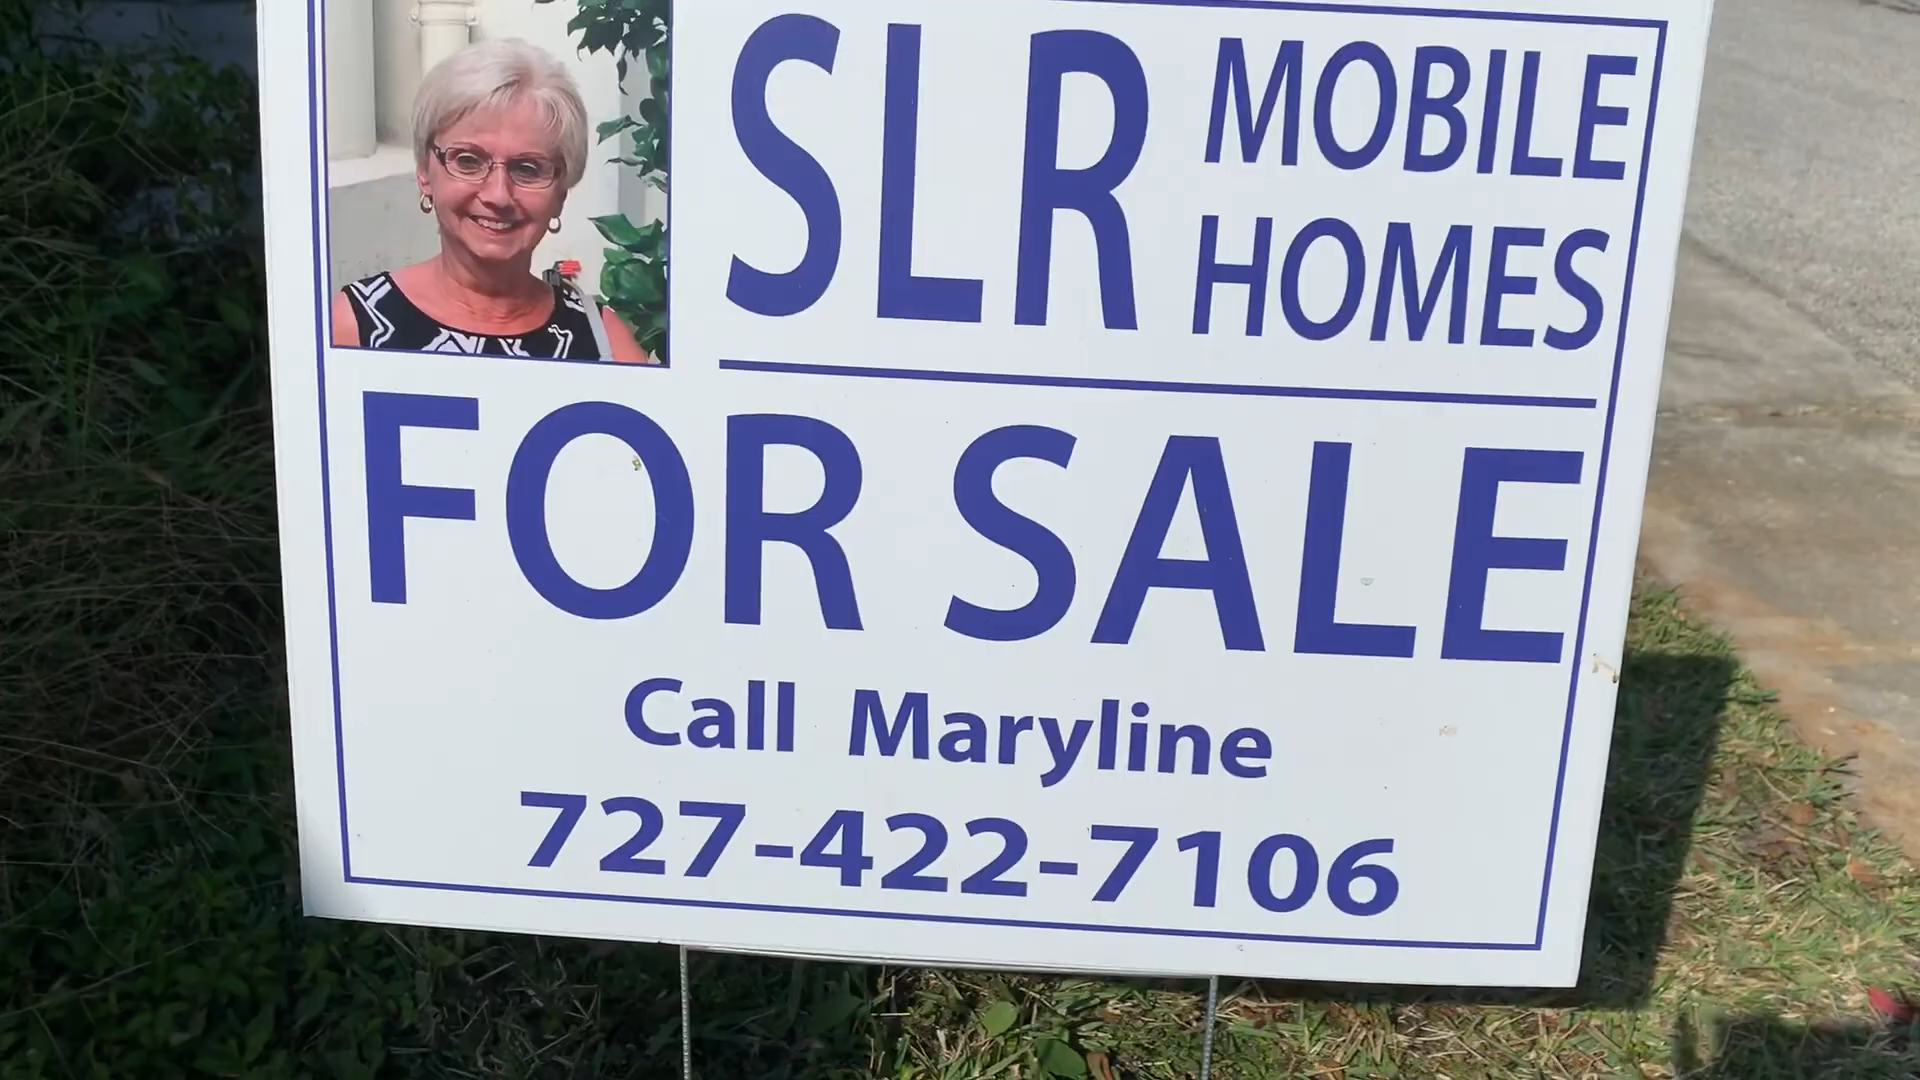 SLR MOBILE
HOMES
FOR SALE
Call Maryline
727-422-7106